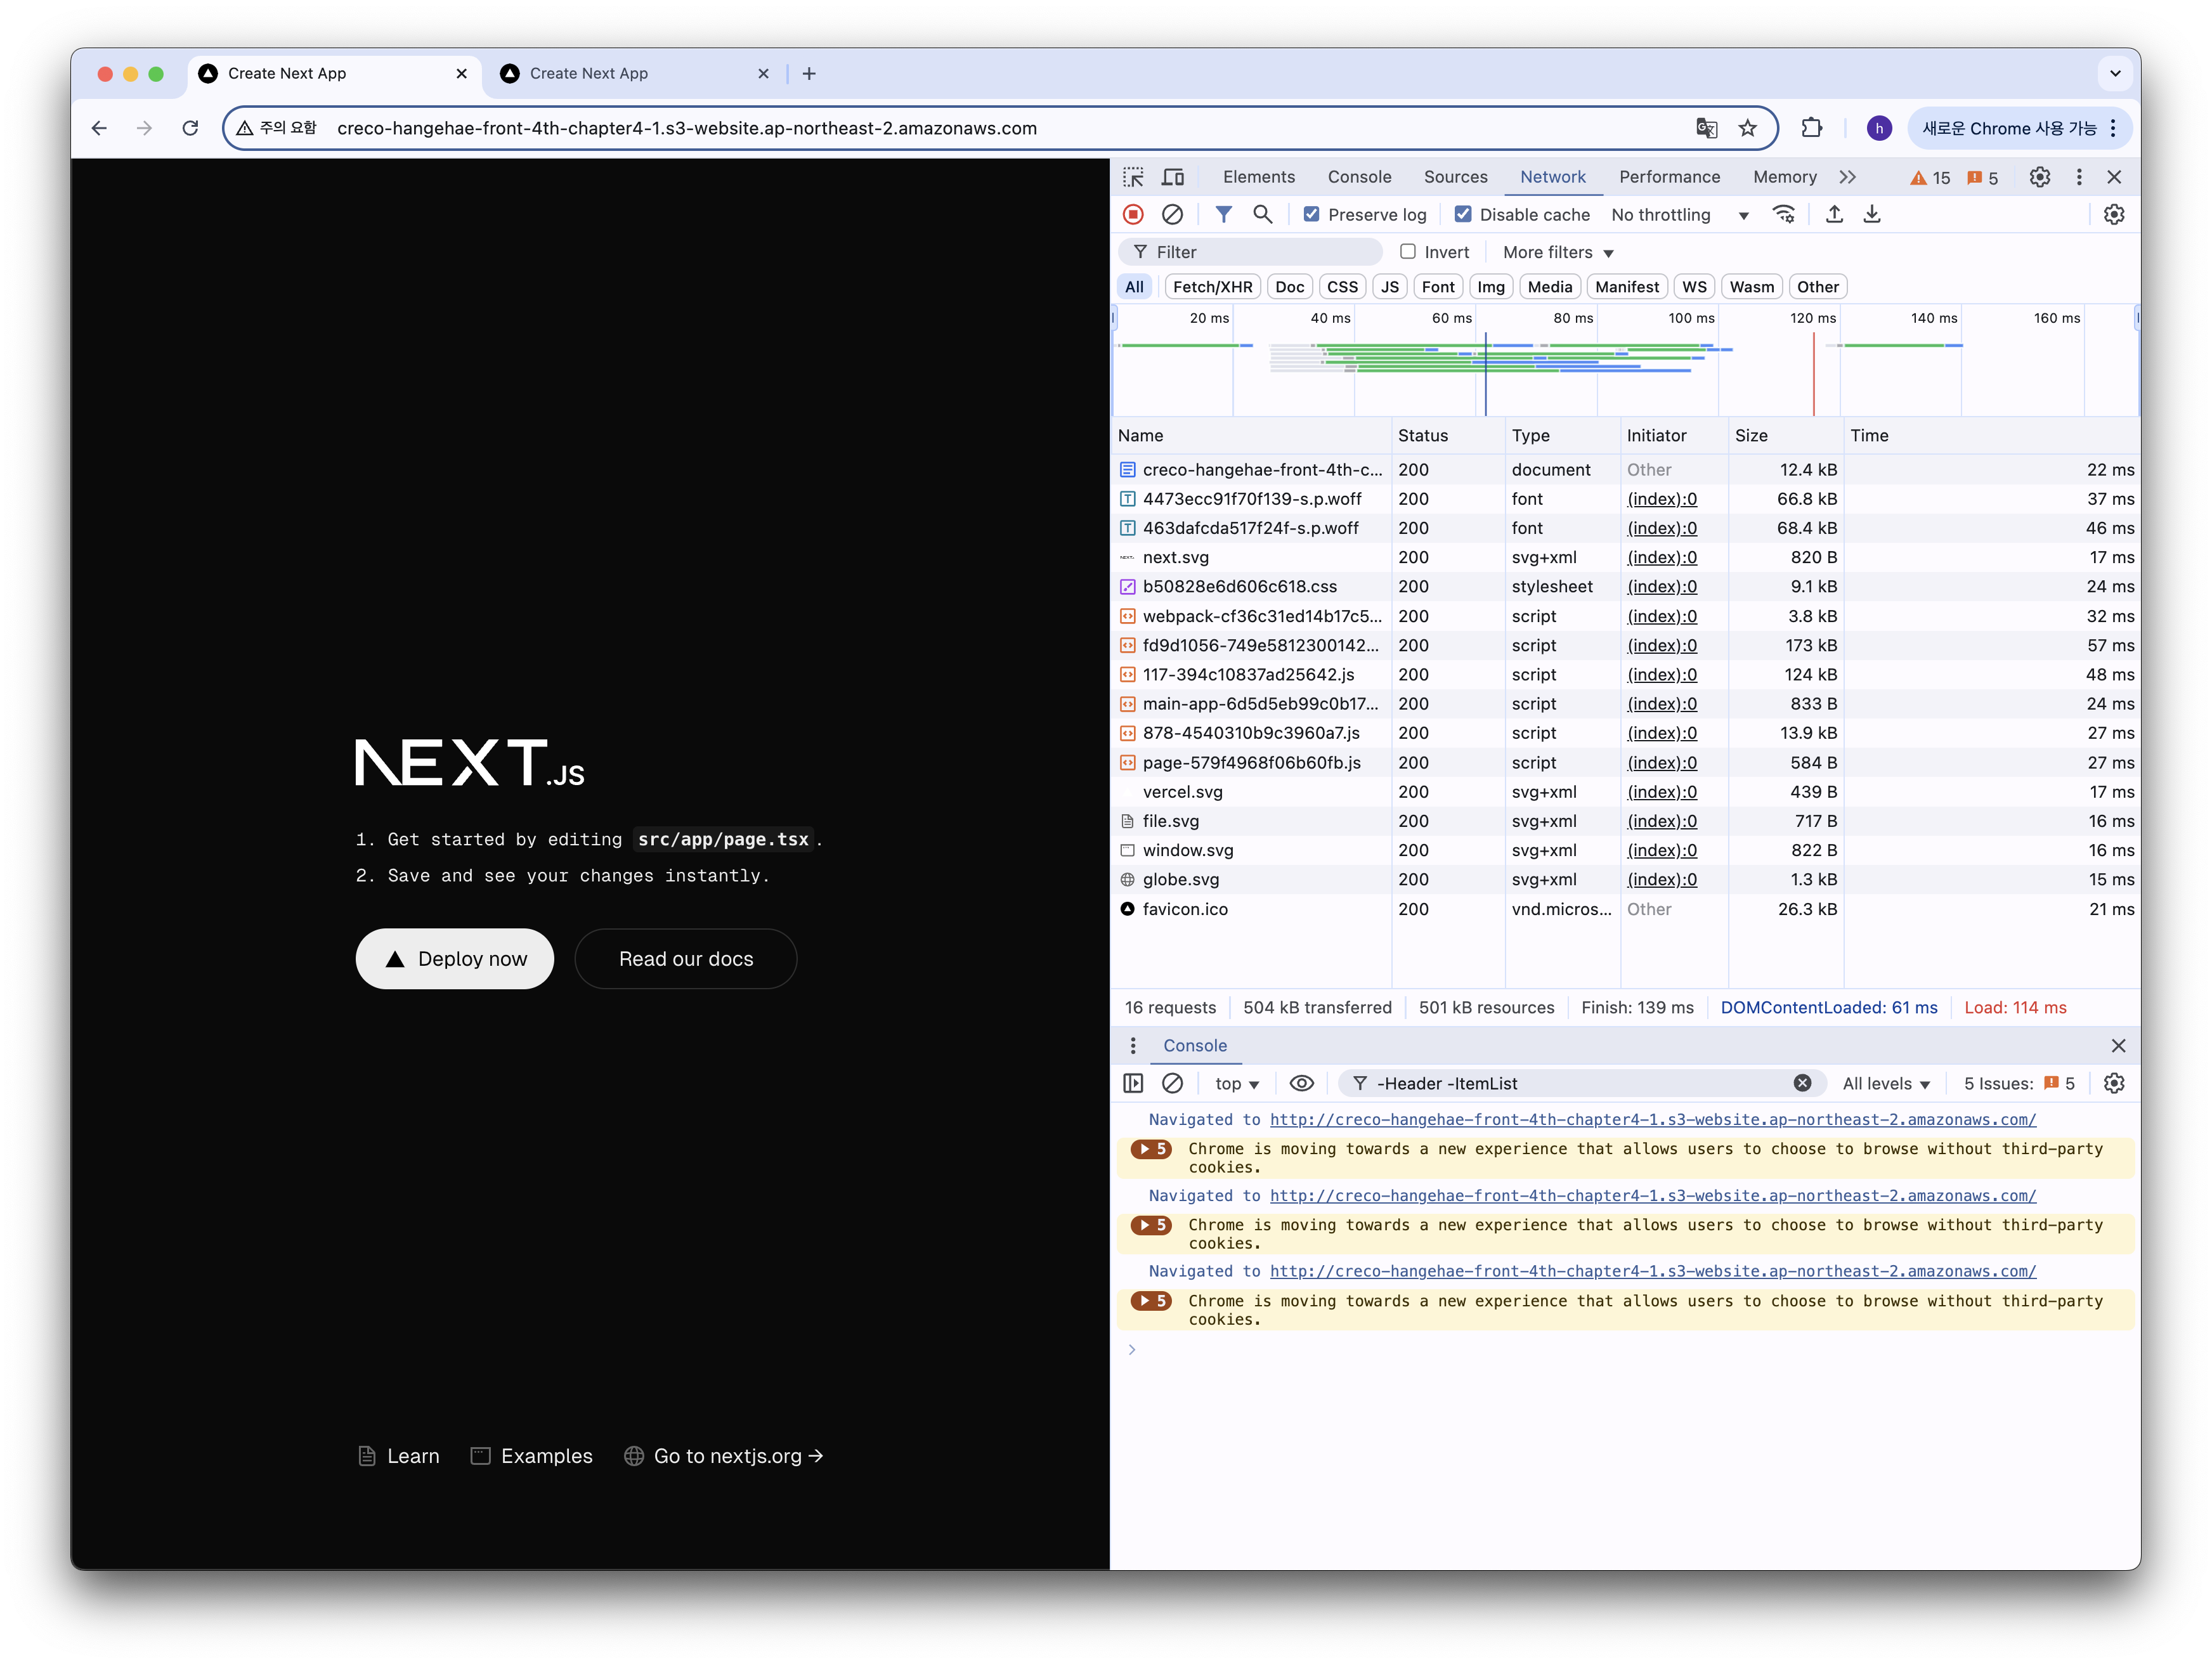 Create Next App
Create Next App
주의 요함
creco-hangehae-front-4th-chapter4-1.s3-website.ap-northeast-2.amazonaws.com
h
새로운 Chrome 사용 가능
NEXT.JS
1. Get started by editing src/app/page.tsx.
2. Save and see your changes instantly.
Deploy now
Read our docs
Learn
Examples
Go to nextjs.org →
Elements Console Sources Network Performance Memory 15 5
Preserve log Disable cache No throttling
Filter Invert More filters
All Fetch/XHR Doc CSS JS Font Img Media Manifest WS Wasm Other
20 ms 40 ms 60 ms 80 ms 100 ms 120 ms 140 ms 160 ms
Name Status Type Initiator Size Time
creco-hangehae-front-4th-c... 200 document Other 12.4 kB 22 ms
4473ecc91f70f139-s.p.woff 200 font (index):0 66.8 kB 37 ms
463dafcda517f24f-s.p.woff 200 font (index):0 68.4 kB 46 ms
next.svg 200 svg+xml (index):0 820 B 17 ms
b50828e6d606c618.css 200 stylesheet (index):0 9.1 kB 24 ms
webpack-cf36c31ed14b17c5... 200 script (index):0 3.8 kB 32 ms
fd9d1056-749e5812300142... 200 script (index):0 173 kB 57 ms
117-394c10837ad25642.js 200 script (index):0 124 kB 48 ms
main-app-6d5d5eb99c0b17... 200 script (index):0 833 B 24 ms
878-4540310b9c3960a7.js 200 script (index):0 13.9 kB 27 ms
page-579f4968f06b60fb.js 200 script (index):0 584 B 27 ms
vercel.svg 200 svg+xml (index):0 439 B 17 ms
file.svg 200 svg+xml (index):0 717 B 16 ms
window.svg 200 svg+xml (index):0 822 B 16 ms
globe.svg 200 svg+xml (index):0 1.3 kB 15 ms
favicon.ico 200 vnd.micros... Other 26.3 kB 21 ms
16 requests 504 kB transferred 501 kB resources Finish: 139 ms DOMContentLoaded: 61 ms Load: 114 ms
Console
top -Header -ItemList All levels 5 Issues: 5
Navigated to http://creco-hangehae-front-4th-chapter4-1.s3-website.ap-northeast-2.amazonaws.com/
5 Chrome is moving towards a new experience that allows users to choose to browse without third-party
cookies.
Navigated to http://creco-hangehae-front-4th-chapter4-1.s3-website.ap-northeast-2.amazonaws.com/
5 Chrome is moving towards a new experience that allows users to choose to browse without third-party
cookies.
Navigated to http://creco-hangehae-front-4th-chapter4-1.s3-website.ap-northeast-2.amazonaws.com/
5 Chrome is moving towards a new experience that allows users to choose to browse without third-party
cookies.